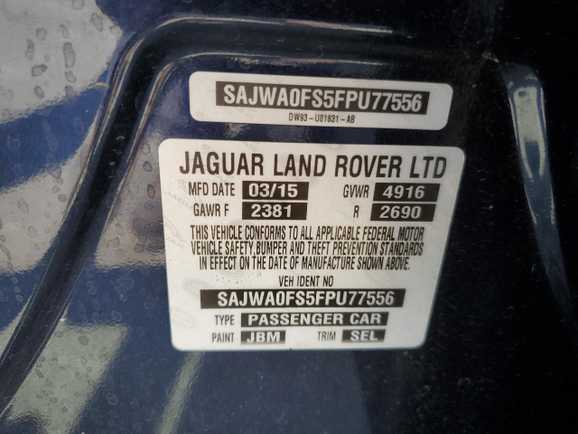 SAJWA0FS5FPU77556
DW93-U01631-AB
JAGUAR LAND ROVER LTD
MFD DATE 03/15 GVWR 4916
GAWR F 2381 R 2690
THIS VEHICLE CONFORMS TO ALL APPLICABLE FEDERAL MOTOR
VEHICLE SAFETY BUMPER AND THEFT PREVENTION STANDARDS
IN EFFECT ON THE DATE OF MANUFACTURE SHOWN ABOVE.
VEH IDENT NO
SAJWA0FS5FPU77556
TYPE PASSENGER CAR
PAINT JBM TRIM SEL